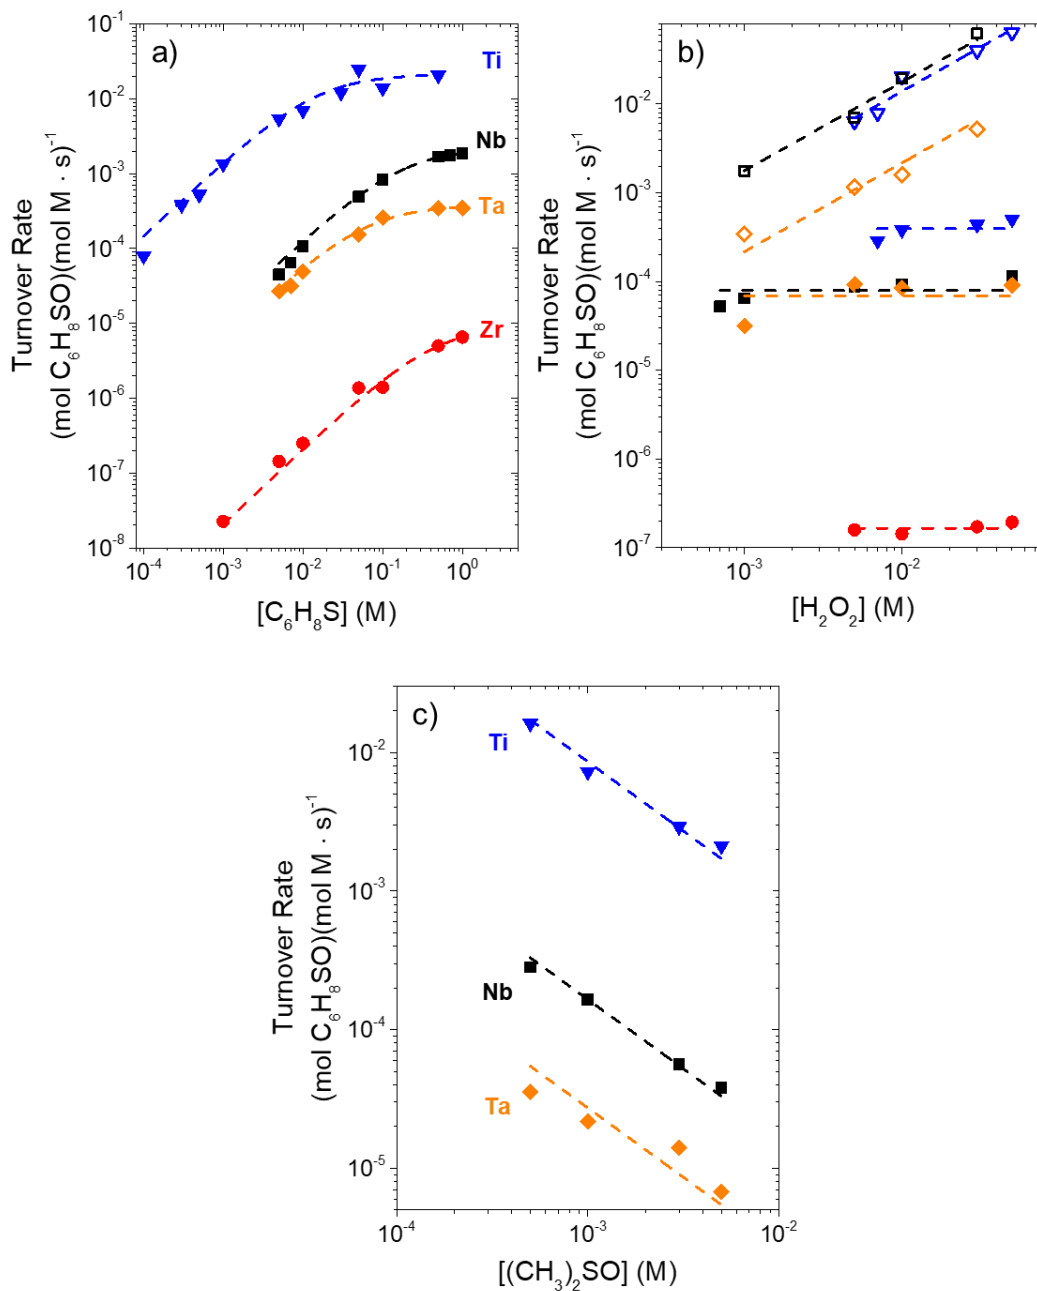 a)
10⁻¹
10⁻²
10⁻³
10⁻⁴
10⁻⁵
10⁻⁶
10⁻⁷
10⁻⁸
Turnover Rate
(mol C₆H₈SO)(mol M · s)⁻¹
Ti
Nb
Ta
Zr
10⁻⁴ 10⁻³ 10⁻² 10⁻¹ 10⁰
[C₆H₈S] (M)
b)
10⁻²
10⁻³
10⁻⁴
10⁻⁵
10⁻⁶
10⁻⁷
Turnover Rate
(mol C₆H₈SO)(mol M · s)⁻¹
10⁻³ 10⁻²
[H₂O₂] (M)
c)
10⁻²
10⁻³
10⁻⁴
10⁻⁵
Turnover Rate
(mol C₆H₈SO)(mol M · s)⁻¹
Ti
Nb
Ta
10⁻⁴ 10⁻³ 10⁻²
[(CH₃)₂SO] (M)